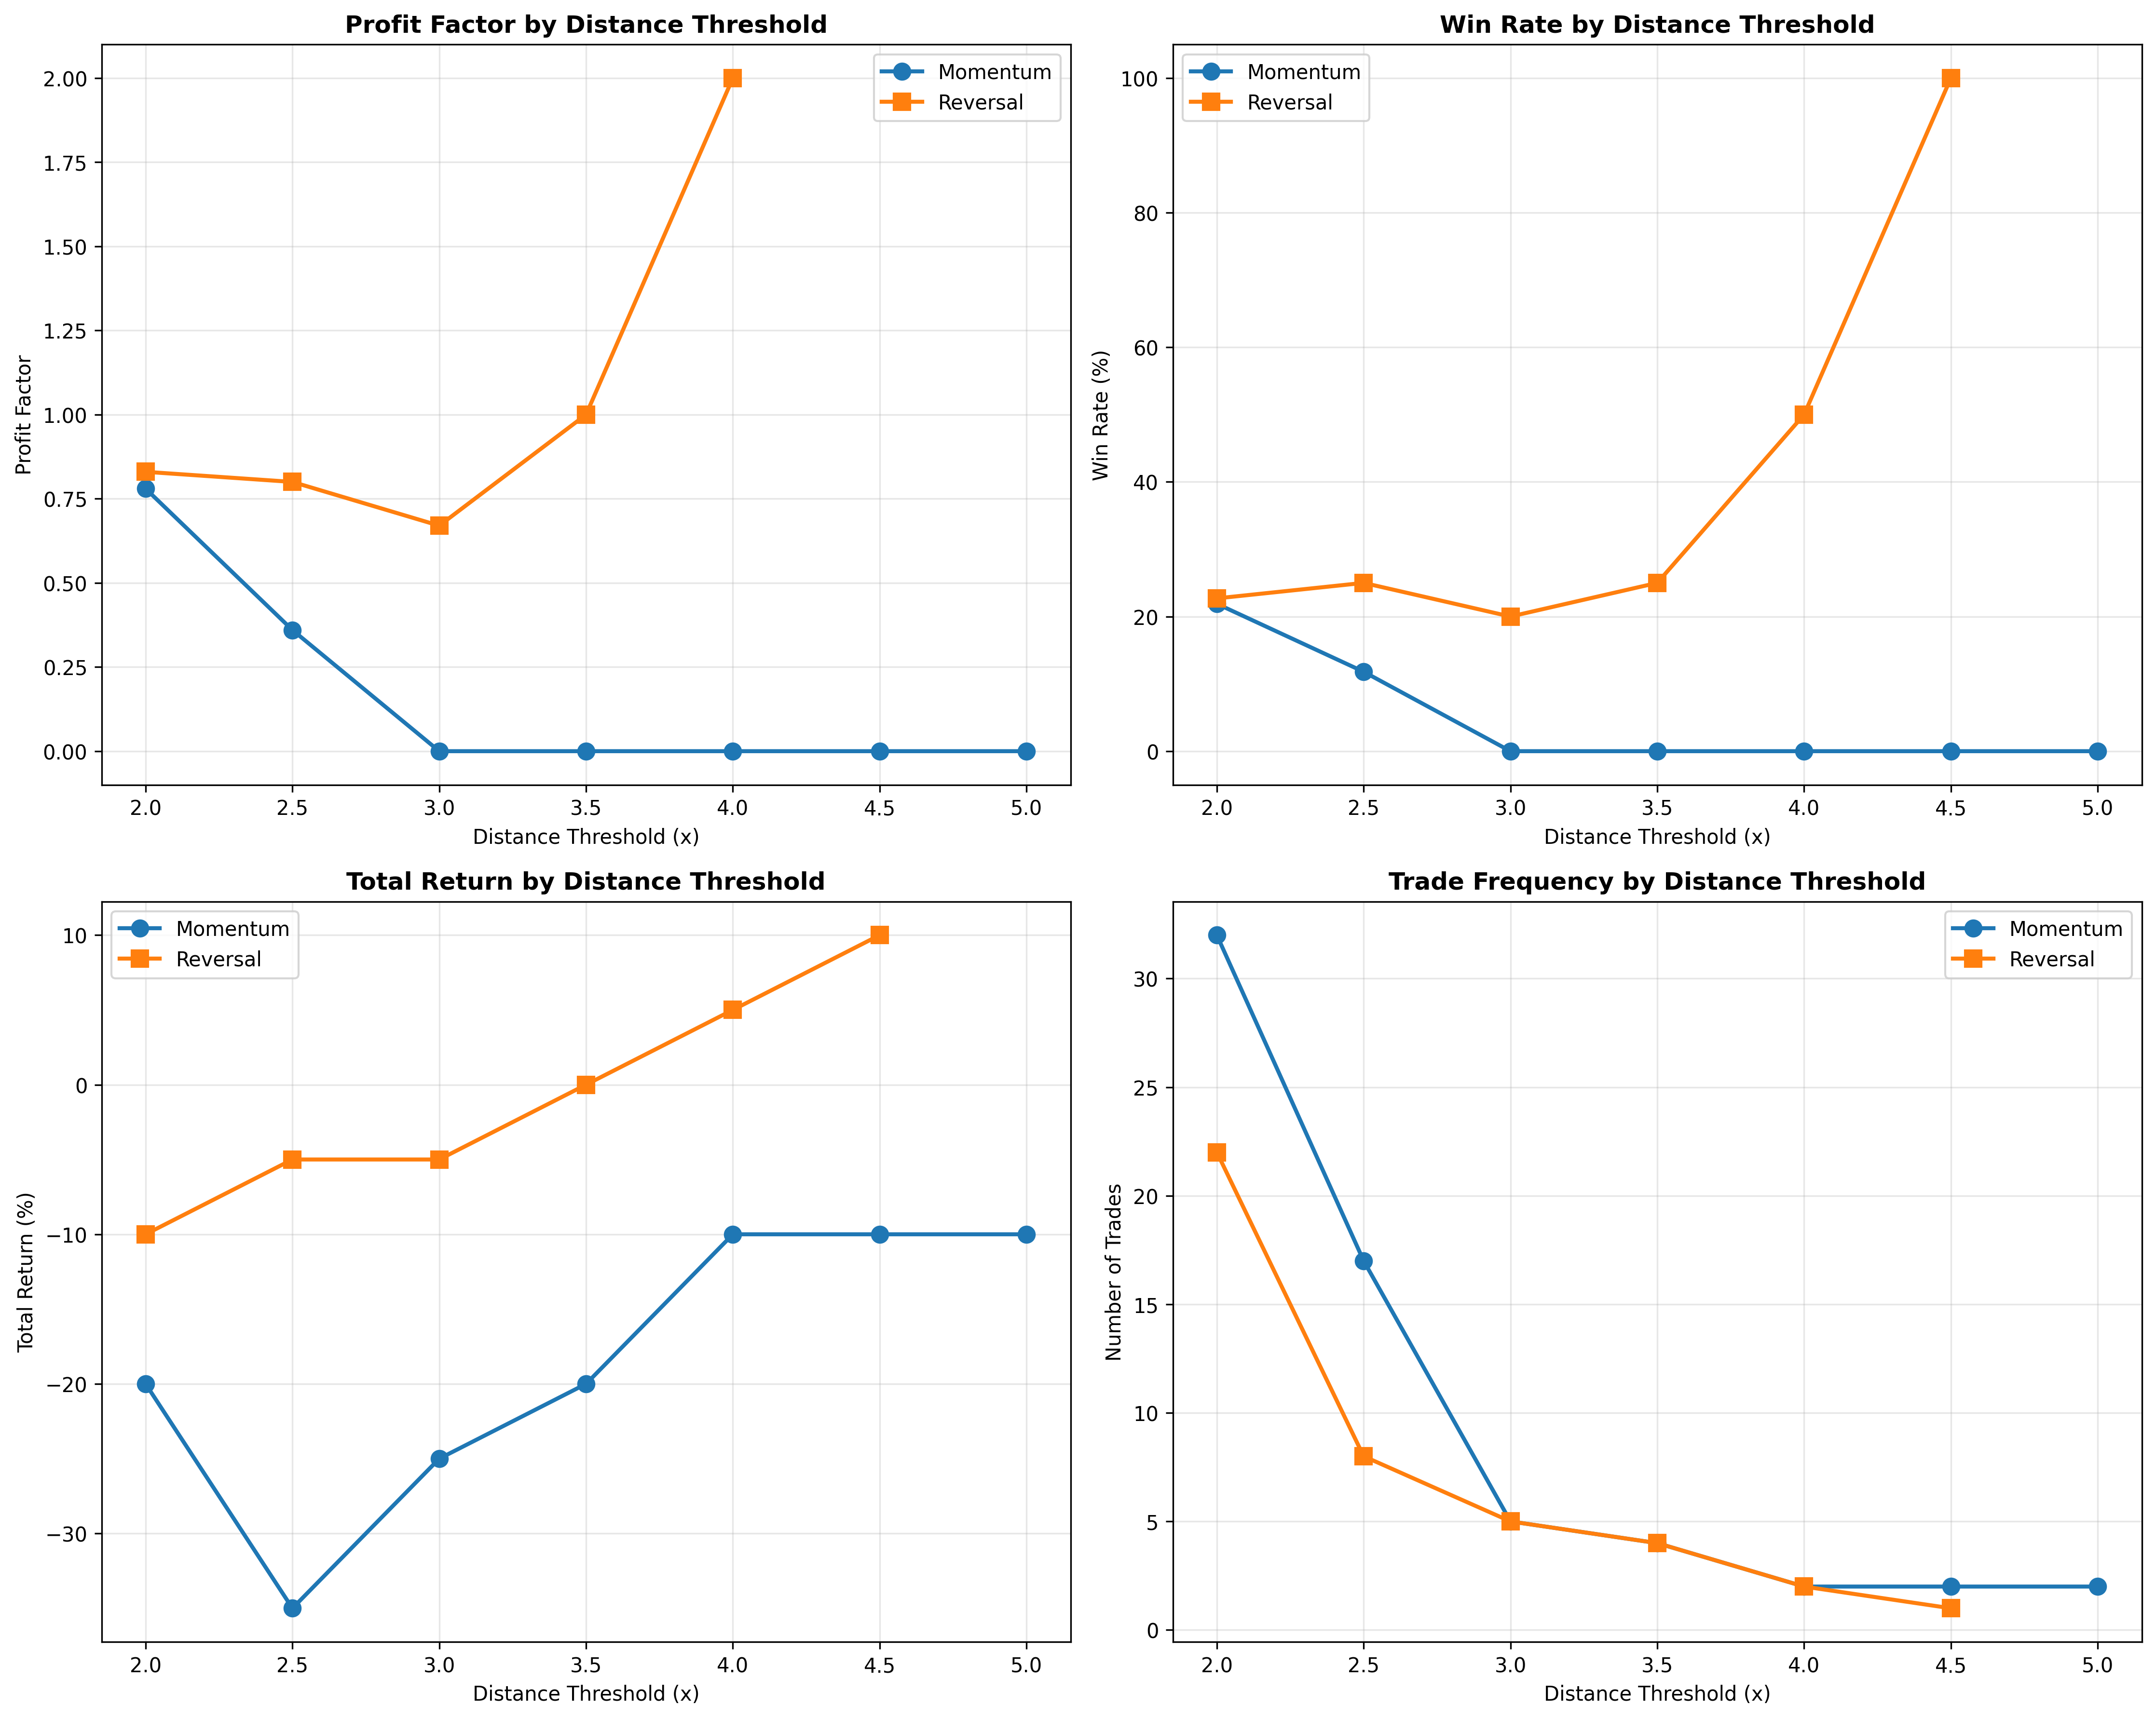 Profit Factor by Distance Threshold
Momentum
Reversal
2.00
1.75
1.50
1.25
1.00
0.75
0.50
0.25
0.00
Profit Factor
2.0 2.5 3.0 3.5 4.0 4.5 5.0
Distance Threshold (x)
Win Rate by Distance Threshold
Momentum
Reversal
100
80
60
40
20
0
Win Rate (%)
2.0 2.5 3.0 3.5 4.0 4.5 5.0
Distance Threshold (x)
Total Return by Distance Threshold
Momentum
Reversal
10
0
−10
−20
−30
Total Return (%)
2.0 2.5 3.0 3.5 4.0 4.5 5.0
Distance Threshold (x)
Trade Frequency by Distance Threshold
Momentum
Reversal
30
25
20
15
10
5
0
Number of Trades
2.0 2.5 3.0 3.5 4.0 4.5 5.0
Distance Threshold (x)